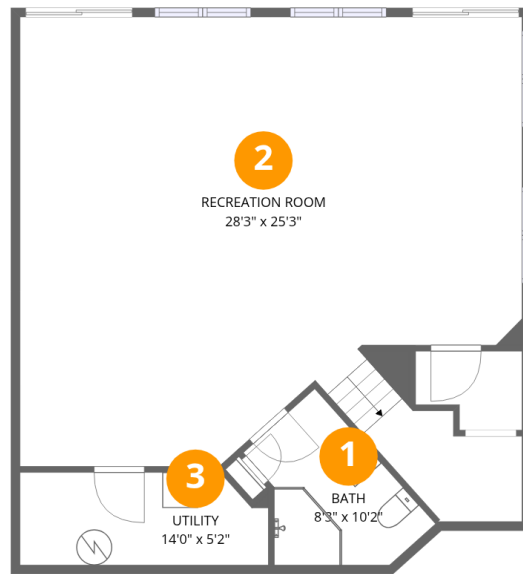 2
RECREATION ROOM
28'3" x 25'3"
1
BATH
8'3" x 10'2"
3
UTILITY
14'0" x 5'2"